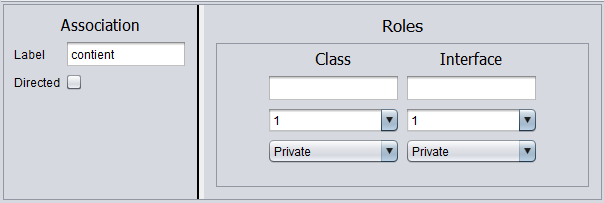 Association
Label contient
Directed
Roles
Class Interface
1 1
Private Private